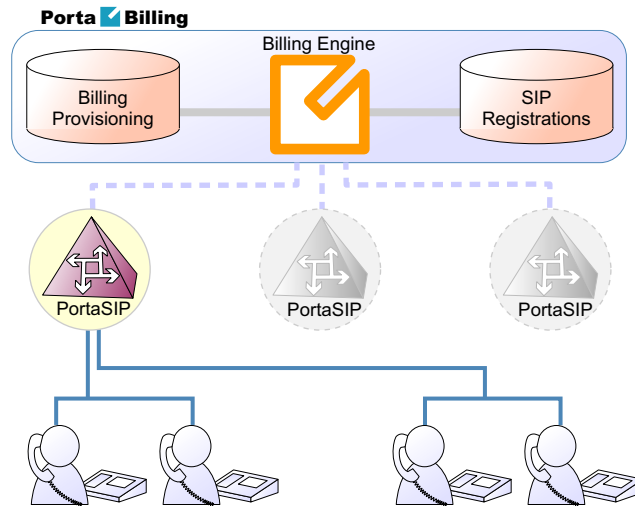 Porta Billing
Billing Engine
Billing
Provisioning
SIP
Registrations
PortaSIP
PortaSIP
PortaSIP